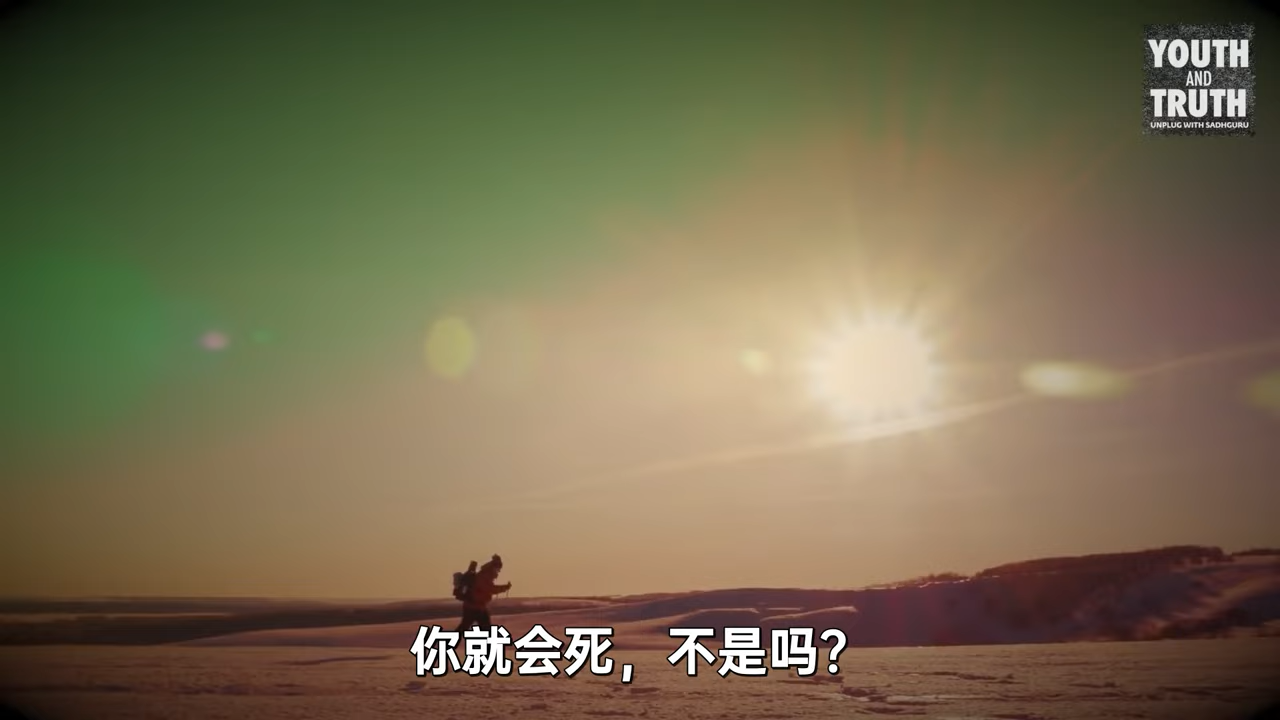 YOUTH
AND
TRUTH
UNPLUG WITH SADHGURU
你就会死，不是吗？